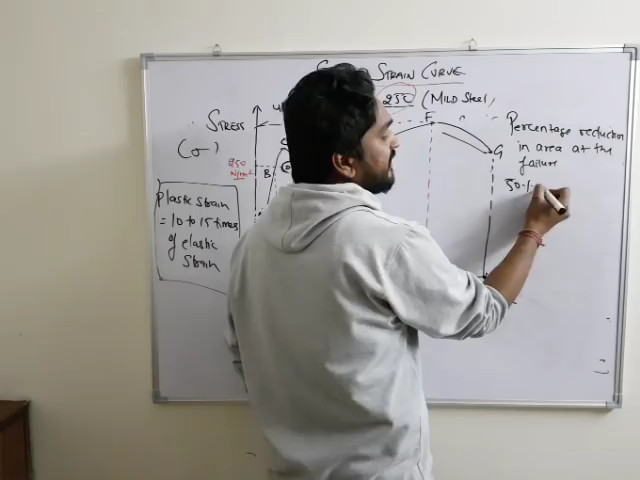 STRAIN CURVE
250 (MILD STEEL)
STRESS
(σ)
250
N/mm²
B
F
G
Plastic strain
= 10 to 15 times
of elastic
strain
Percentage reduction
in area at the
failure
50%